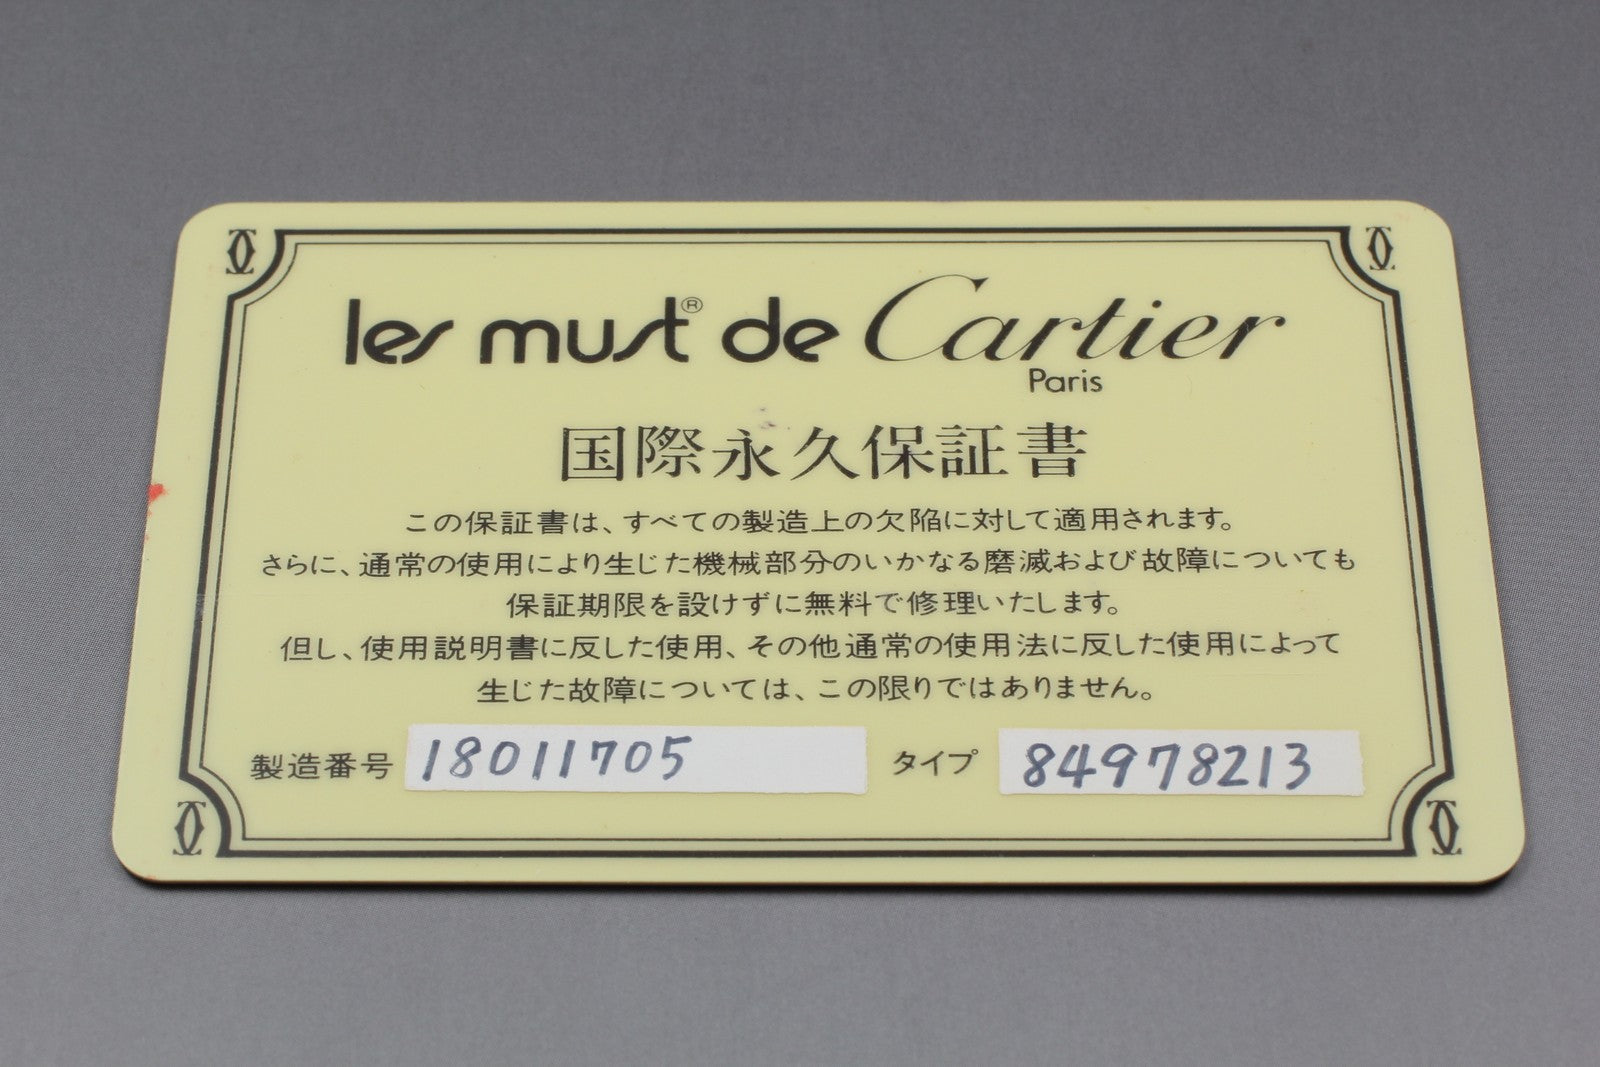 les must® de Cartier
Paris
国際永久保証書
この保証書は、すべての製造上の欠陥に対して適用されます。
さらに、通常の使用により生じた機械部分のいかなる磨滅および故障についても
保証期限を設けずに無料で修理いたします。
但し、使用説明書に反した使用、その他通常の使用法に反した使用によって
生じた故障については、この限りではありません。
製造番号 18011705 タイプ 84978213